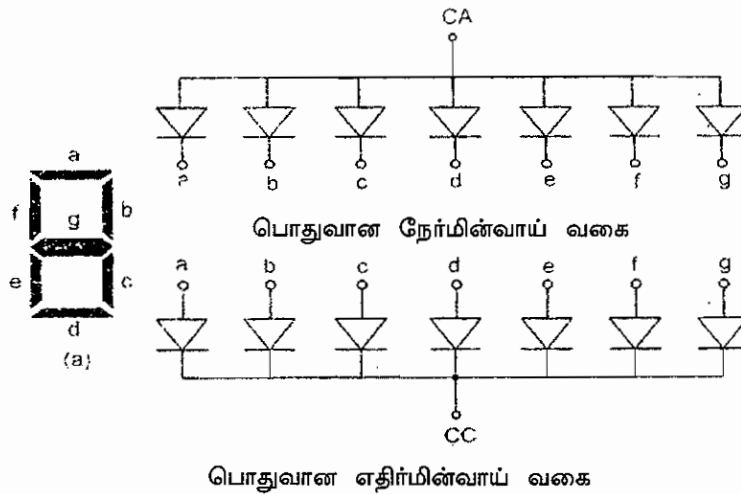 CA
a b c d e f g
பொதுவான நேர்மின்வாய் வகை
a
f g b
e c
d
(a)
a b c d e f g
CC
பொதுவான எதிர்மின்வாய் வகை